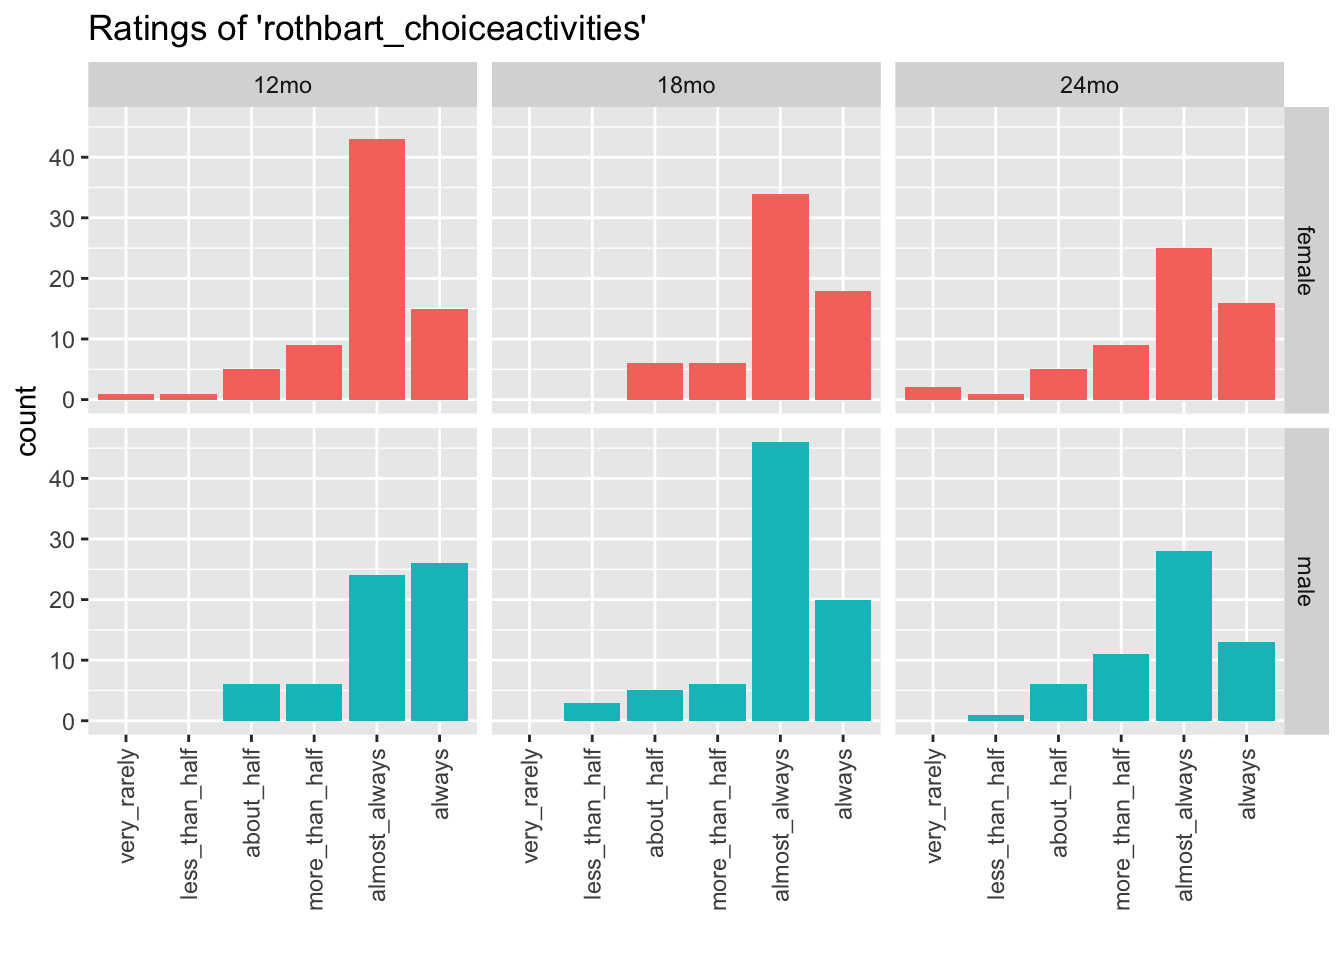 Ratings of 'rothbart_choiceactivities'
12mo
18mo
24mo
count
40
30
20
10
0
female
40
30
20
10
0
male
very_rarely
less_than_half
about_half
more_than_half
almost_always
always
very_rarely
less_than_half
about_half
more_than_half
almost_always
always
very_rarely
less_than_half
about_half
more_than_half
almost_always
always